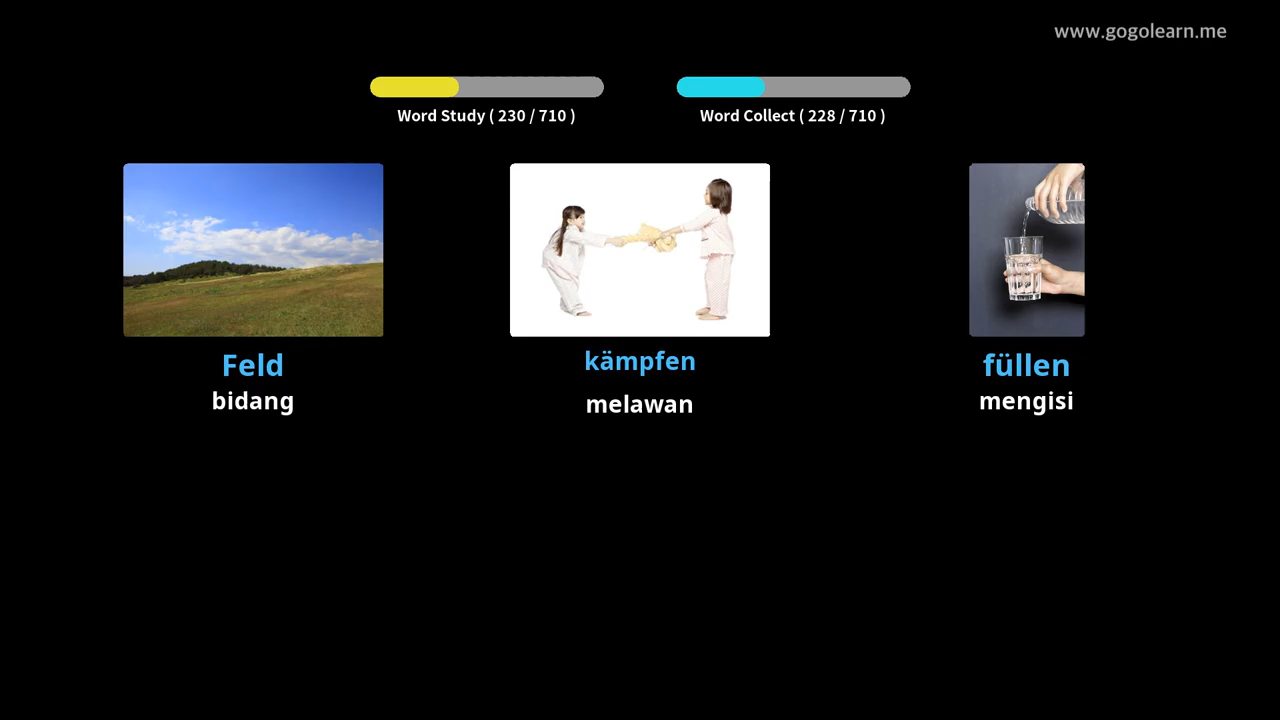 www.gogolearn.me
Word Study ( 230 / 710 )
Word Collect ( 228 / 710 )
Feld
bidang
kämpfen
melawan
füllen
mengisi